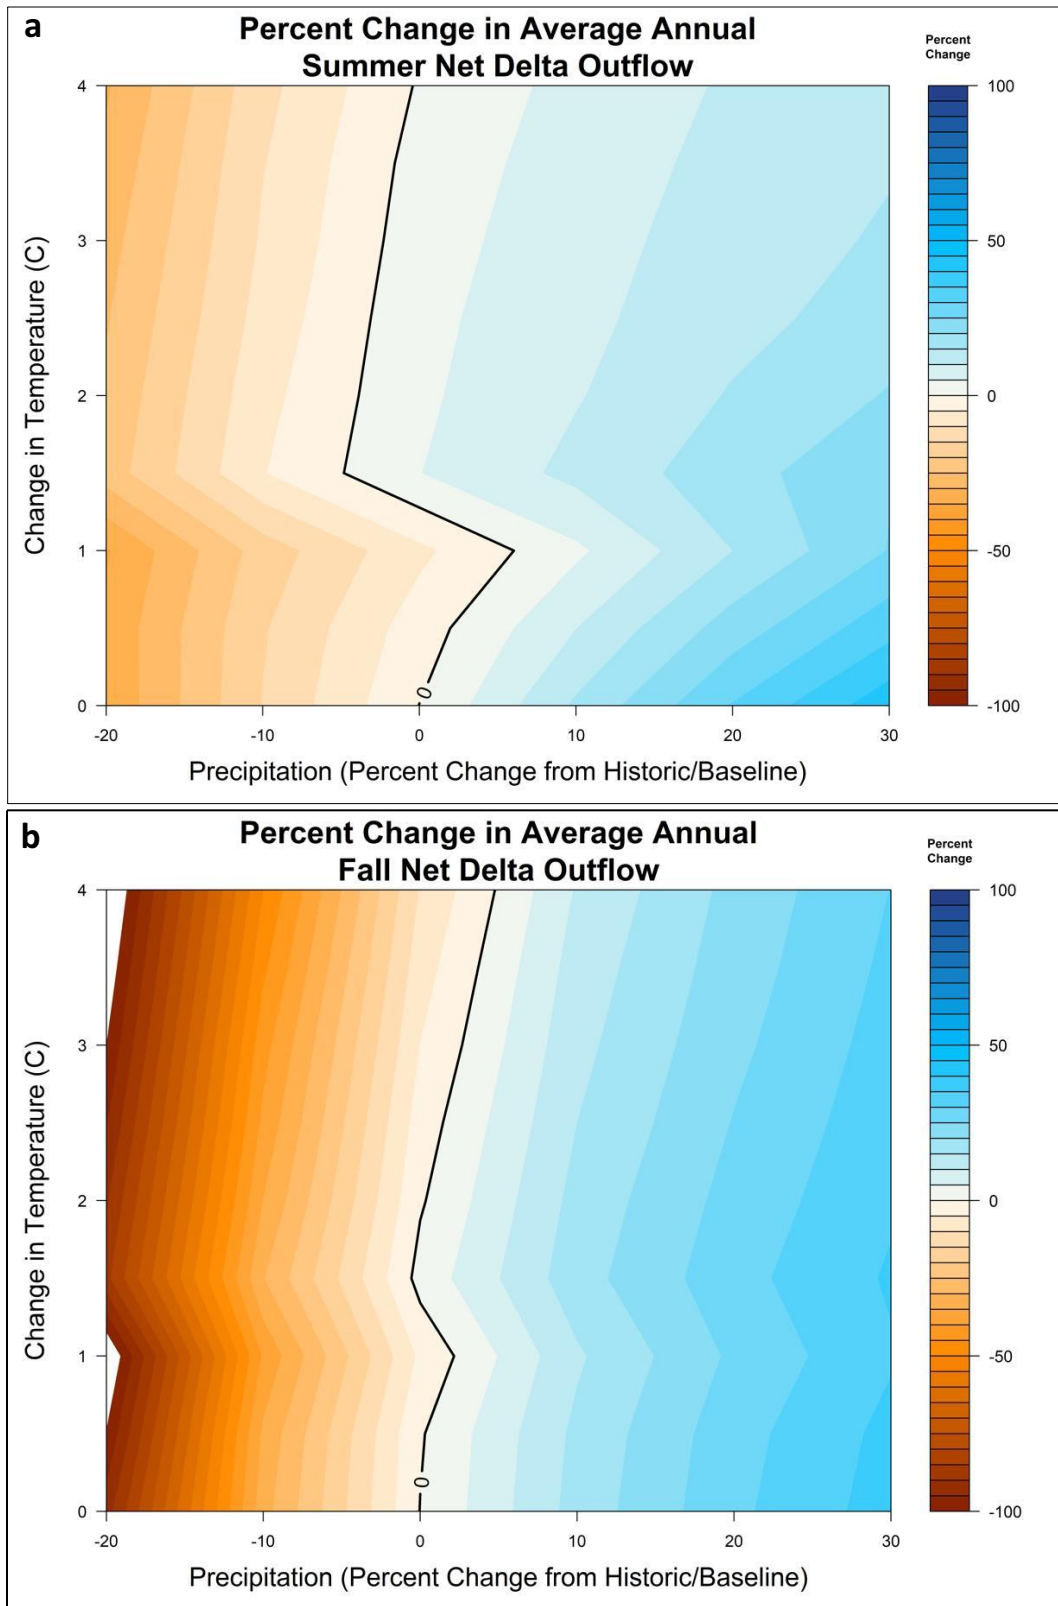 a
Percent Change in Average Annual
Summer Net Delta Outflow
Percent
Change
4
3
2
1
0
Change in Temperature (C)
0
-20
-10
0
10
20
30
Precipitation (Percent Change from Historic/Baseline)
100
50
0
-50
-100
b
Percent Change in Average Annual
Fall Net Delta Outflow
Percent
Change
4
3
2
1
0
Change in Temperature (C)
0
-20
-10
0
10
20
30
Precipitation (Percent Change from Historic/Baseline)
100
50
0
-50
-100